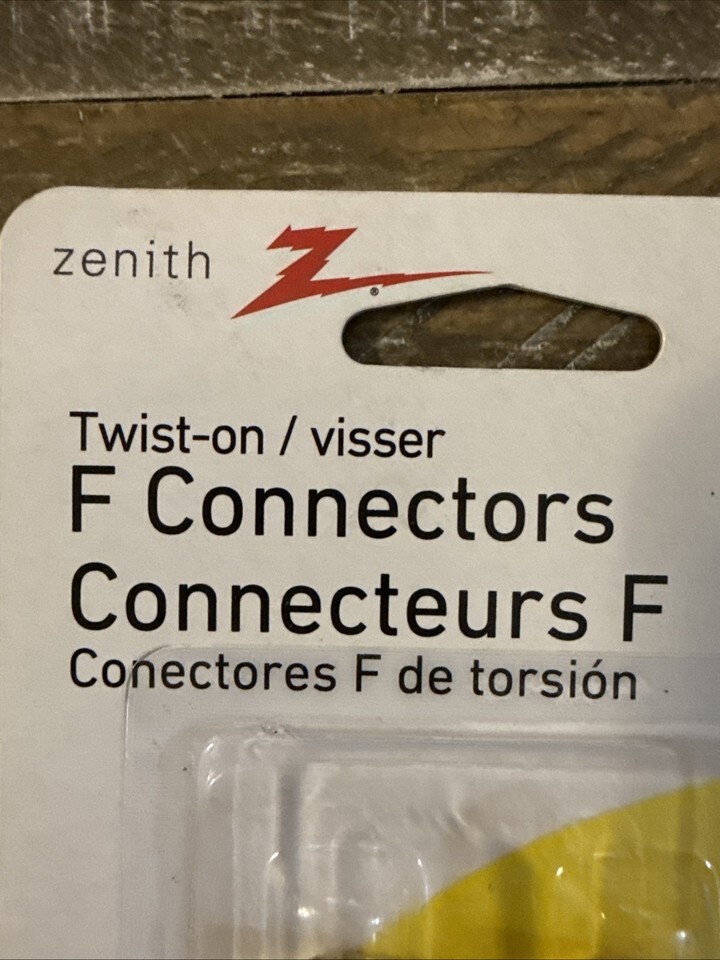 zenith
®
Twist-on / visser
F Connectors
Connecteurs F
Conectores F de torsión